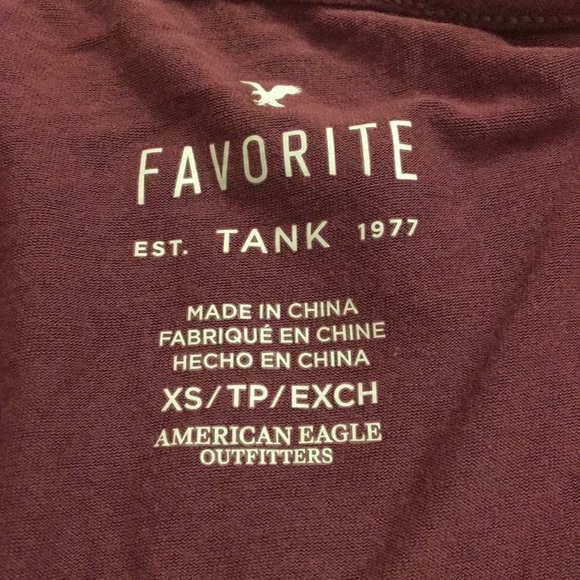 FAVORITE
EST. TANK 1977
MADE IN CHINA
FABRIQUÉ EN CHINE
HECHO EN CHINA
XS/TP/EXCH
AMERICAN EAGLE
OUTFITTERS